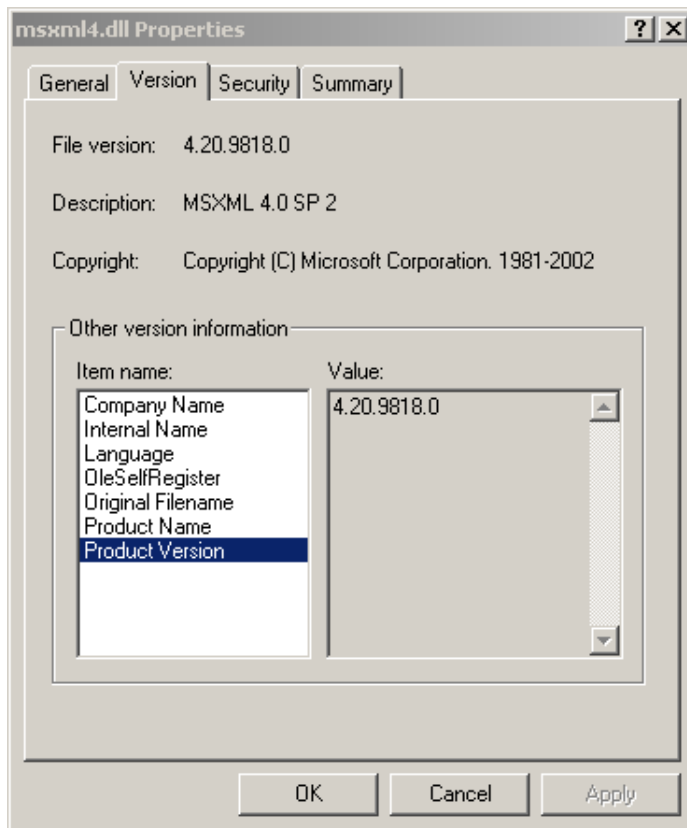 msxml4.dll Properties
General Version Security Summary
File version: 4.20.9818.0
Description: MSXML 4.0 SP 2
Copyright: Copyright (C) Microsoft Corporation. 1981-2002
Other version information
Item name: Value:
Company Name 4.20.9818.0
Internal Name
Language
OleSelfRegister
Original Filename
Product Name
Product Version
OK Cancel Apply